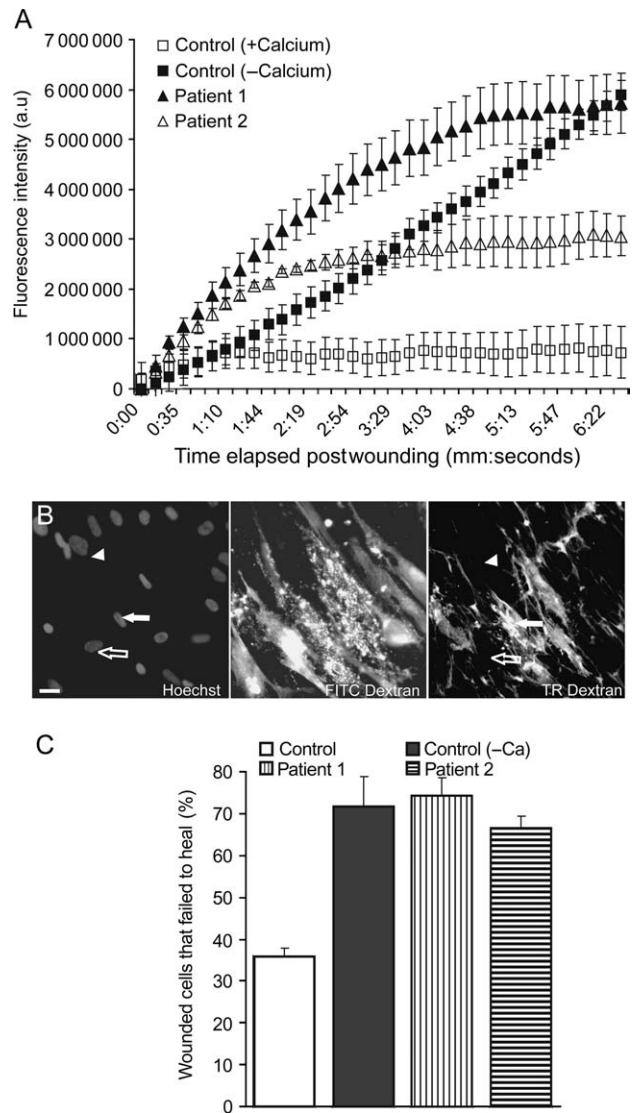 A
7 000 000
6 000 000
5 000 000
4 000 000
3 000 000
2 000 000
1 000 000
0
Fluorescence intensity (a.u)
Control (+Calcium)
Control (–Calcium)
Patient 1
Patient 2
0:00 0:35 1:10 1:44 2:19 2:54 3:29 4:03 4:38 5:13 5:47 6:22
Time elapsed postwounding (mm:seconds)
B
Hoechst FITC Dextran TR Dextran
C
Control Control (–Ca)
Patient 1 Patient 2
80
70
60
50
40
30
20
10
0
Wounded cells that failed to heal (%)